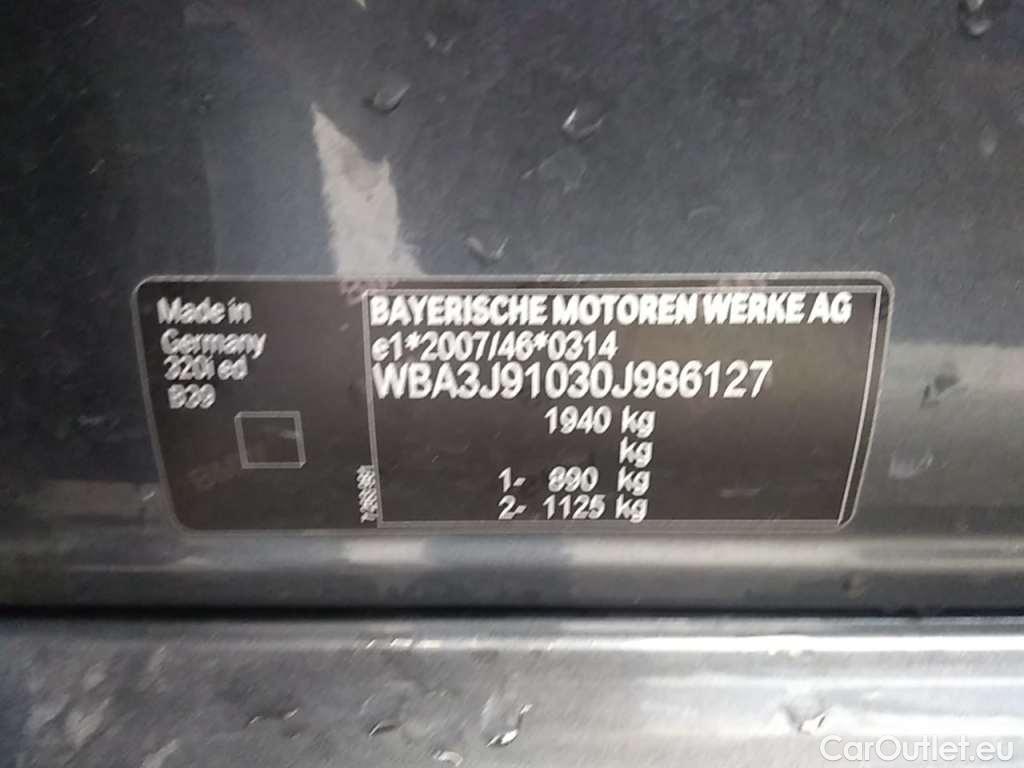 Made in
Germany
320i ed
B39
BAYERISCHE MOTOREN WERKE AG
e1*2007/46*0314
WBA3J91030J986127
1940 kg
kg
1- 890 kg
2- 1125 kg
CarOutlet.eu